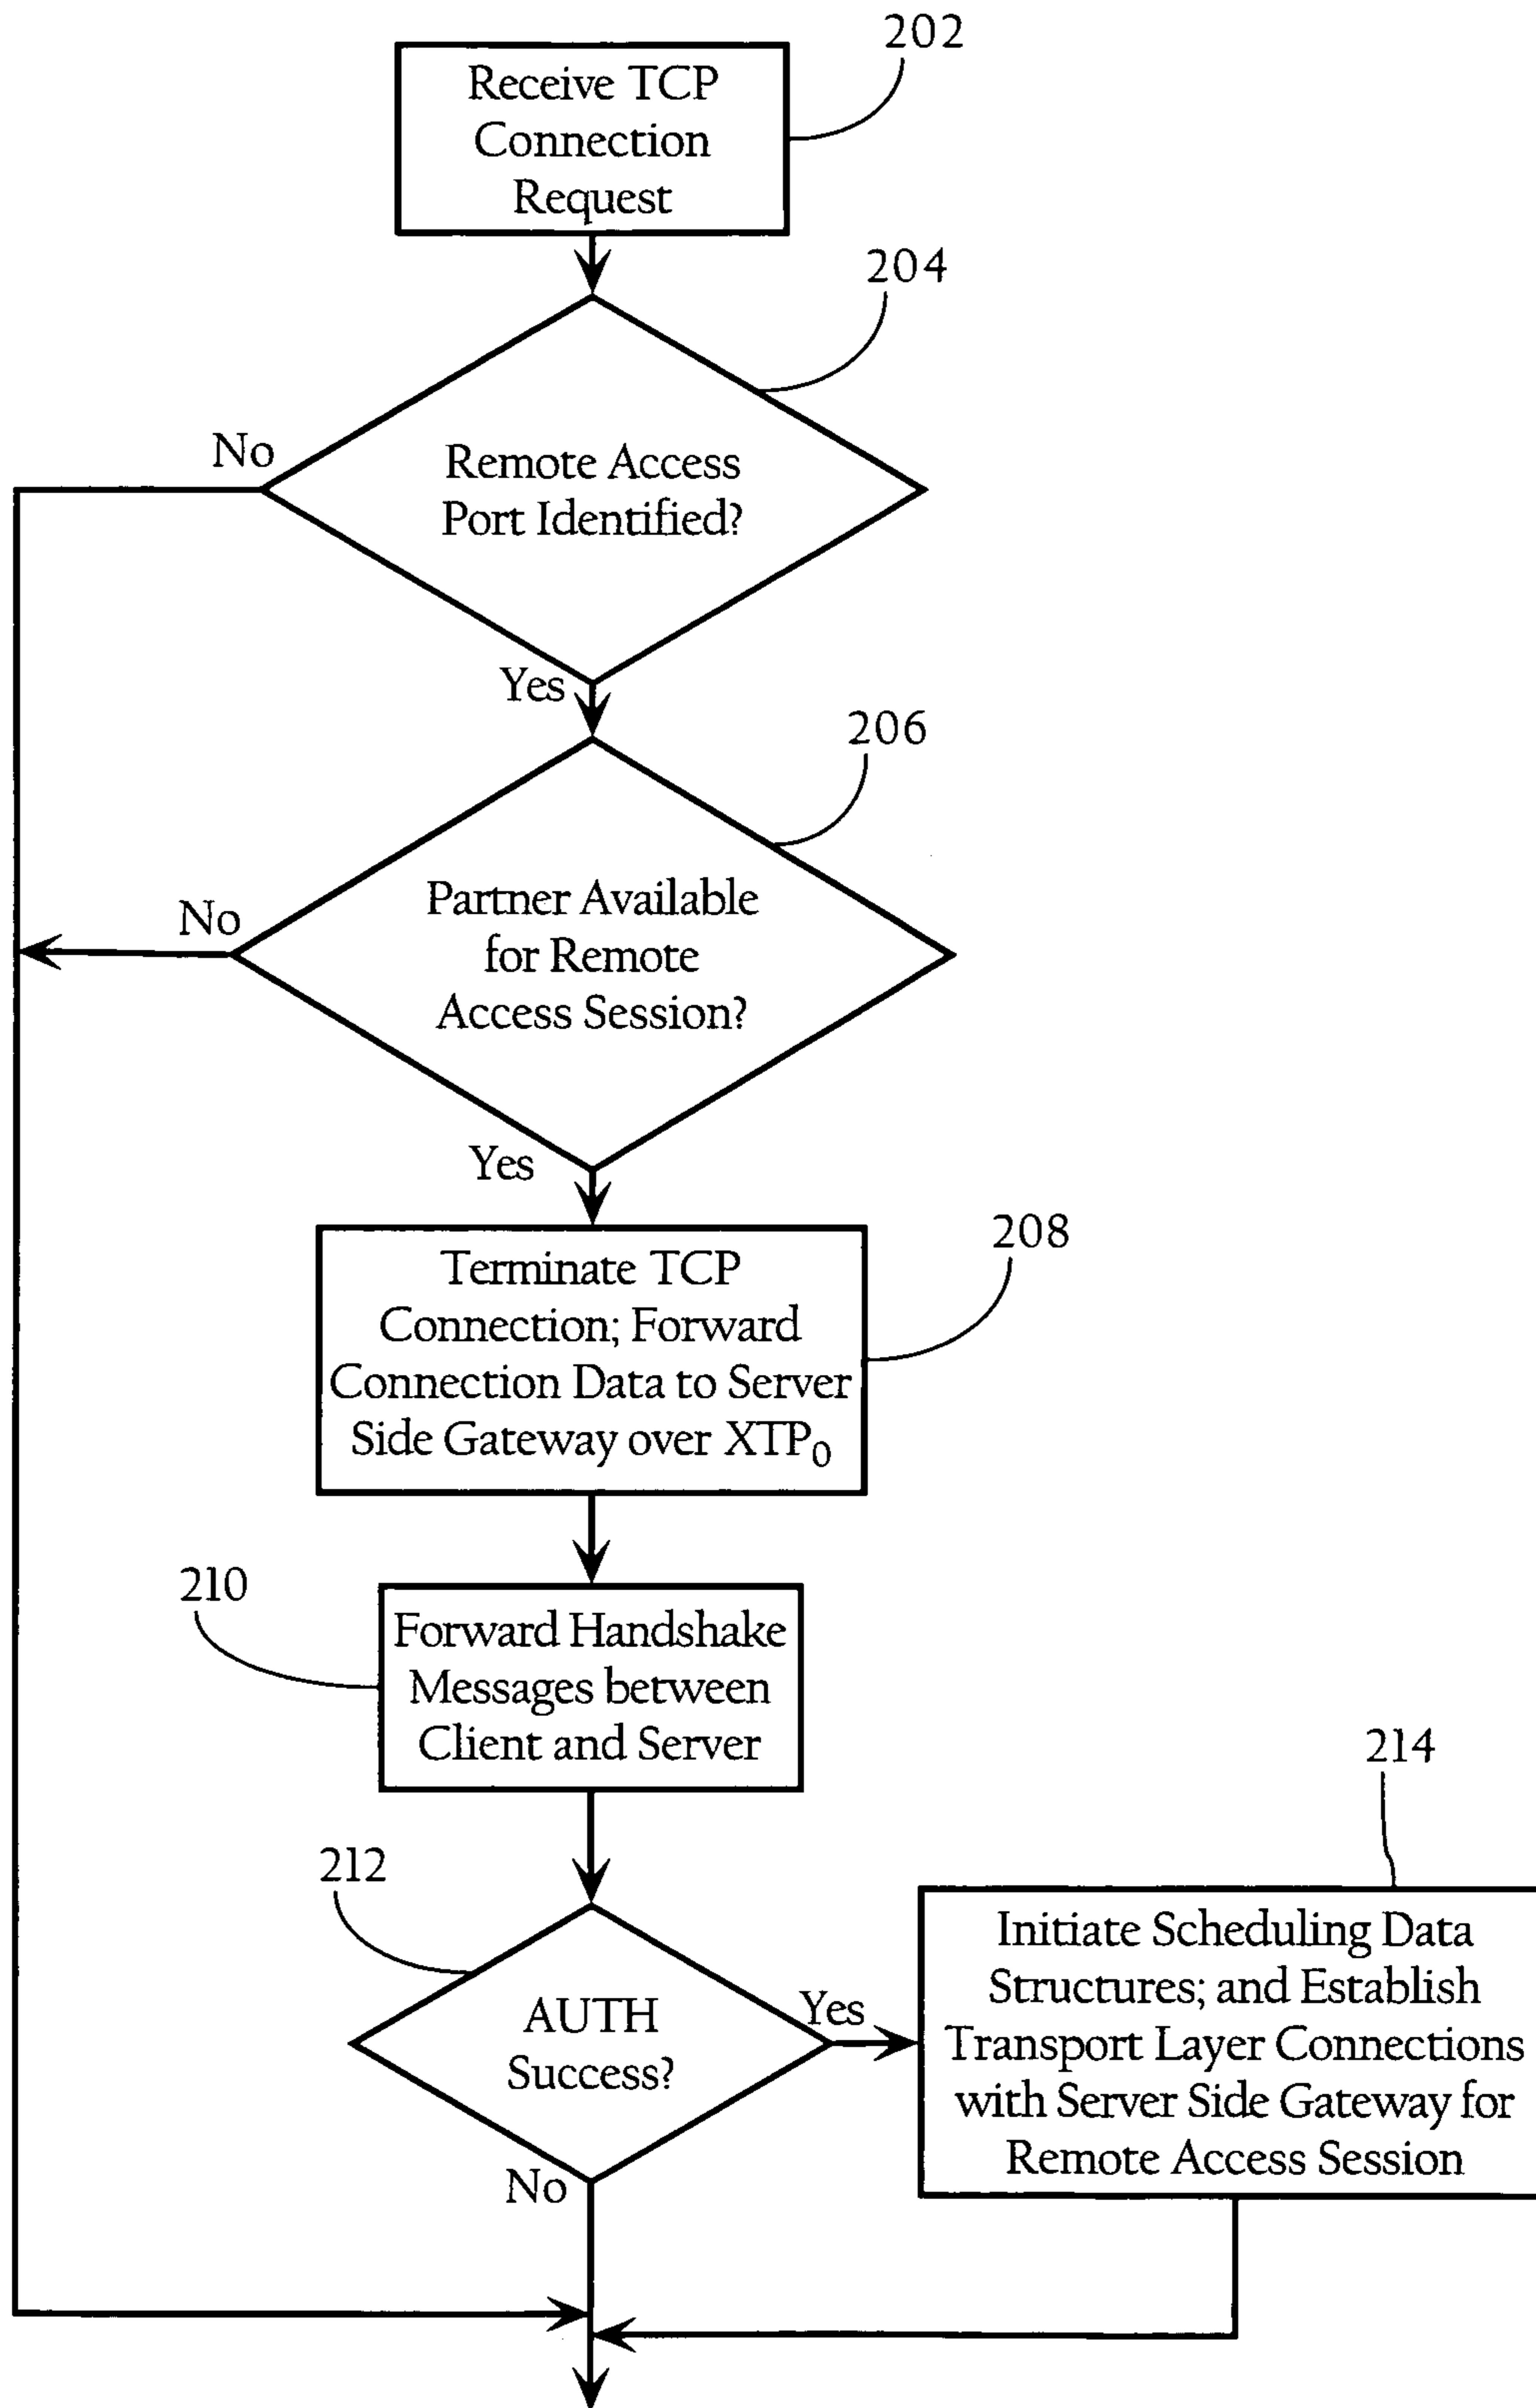 202
Receive TCP
Connection
Request
204
No
Remote Access
Port Identified?
Yes
206
No
Partner Available
for Remote
Access Session?
Yes
208
Terminate TCP
Connection; Forward
Connection Data to Server
Side Gateway over XTP₀
210
Forward Handshake
Messages between
Client and Server
212
AUTH
Success?
Yes
No
214
Initiate Scheduling Data
Structures; and Establish
Transport Layer Connections
with Server Side Gateway for
Remote Access Session